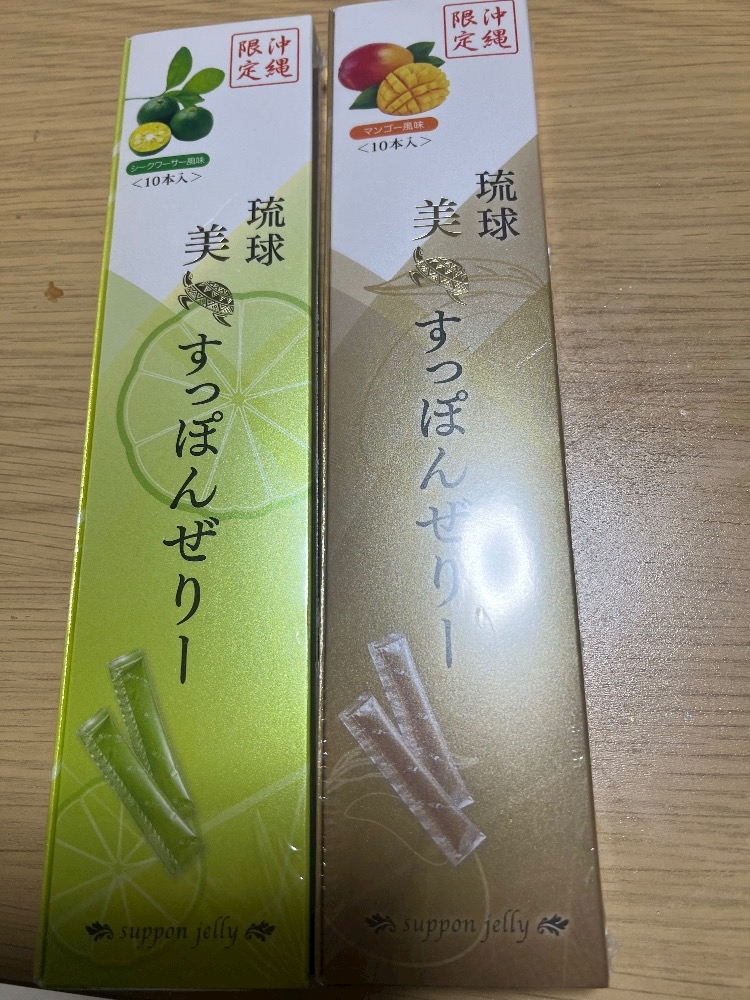 沖縄
限定
シークワーサー風味
<10本入>
琉球
美
すっぽんぜりー
suppon jelly
沖縄
限定
マンゴー風味
<10本入>
琉球
美
すっぽんぜりー
suppon jelly